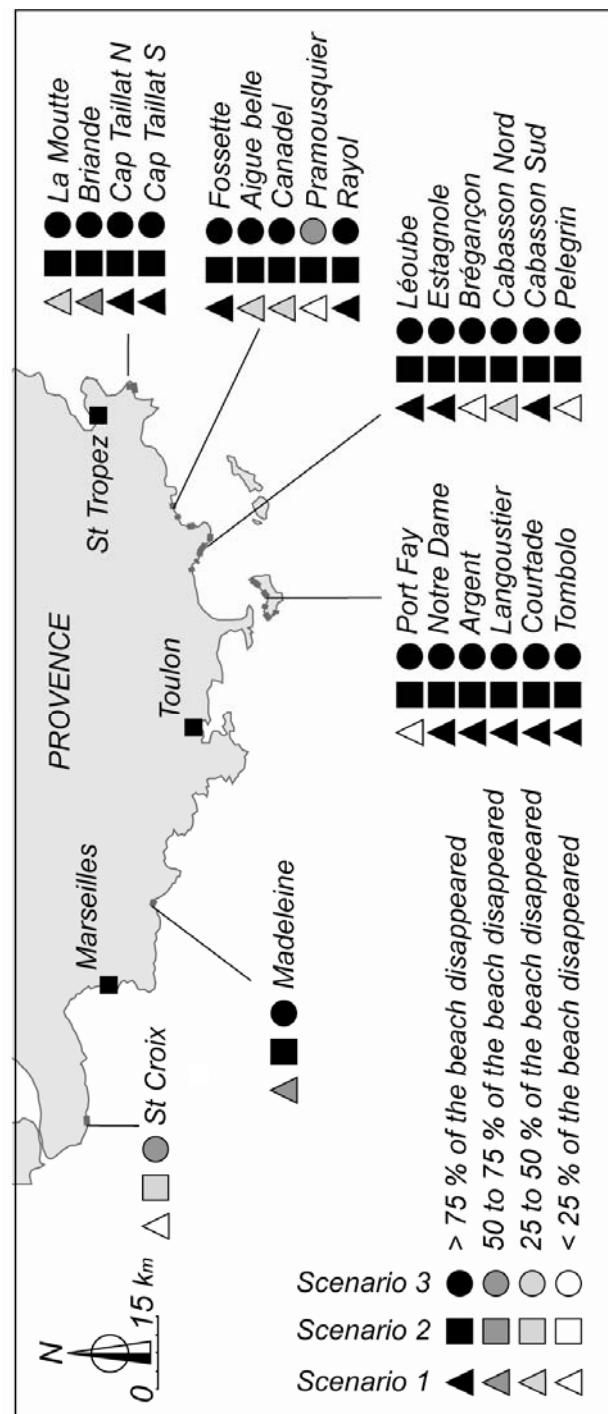 N
0 15 km
PROVENCE
Marseilles
Toulon
St Tropez
St Croix
Madeleine
La Moutte
Briande
Cap Taillat N
Cap Taillat S
Fossette
Aigue belle
Canadel
Pramousquier
Rayol
Léoube
Estagnole
Brégançon
Cabasson Nord
Cabasson Sud
Pelegrin
Port Fay
Notre Dame
Argent
Langoustier
Courtade
Tombolo
Scenario 1 Scenario 2 Scenario 3
> 75 % of the beach disappeared
50 to 75 % of the beach disappeared
25 to 50 % of the beach disappeared
< 25 % of the beach disappeared